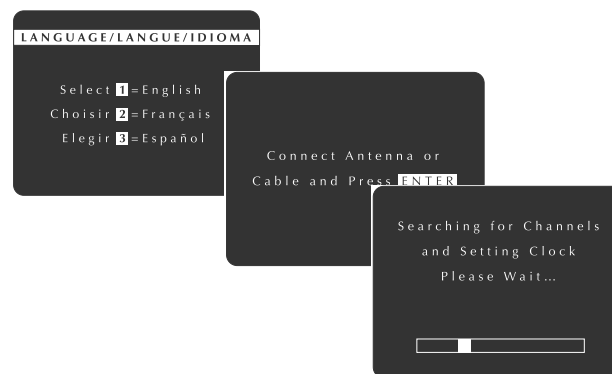 LANGUAGE/LANGUE/IDIOMA
Select 1=English
Choisir 2=Français
Elegir 3=Español
Connect Antenna or
Cable and Press ENTER
Searching for Channels
and Setting Clock
Please Wait...